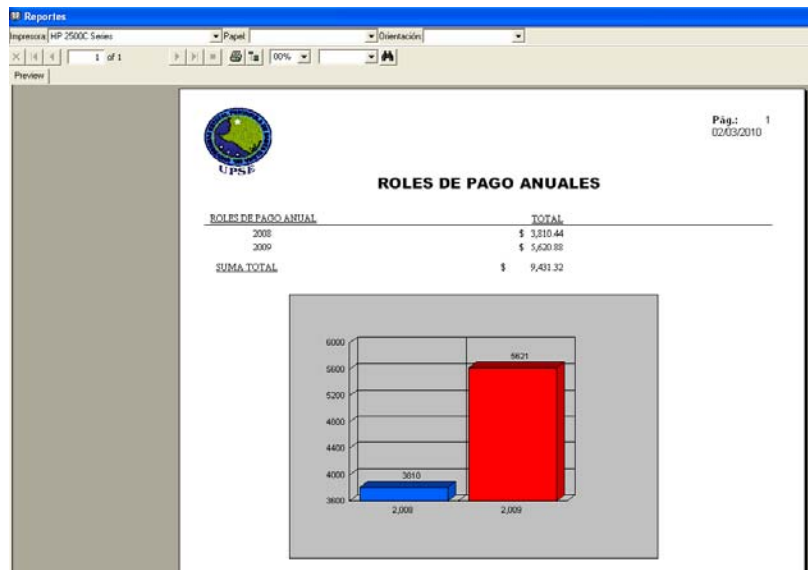 Reportes
Impresora: HP 2500C Series Papel: Orientación:
1 of 1 00%
Preview
UPSE
Pág.: 1
02/03/2010
ROLES DE PAGO ANUALES
ROLES DE PAGO ANUAL TOTAL
2008 $ 3,810.44
2009 $ 5,620.88
SUMA TOTAL $ 9,431.32
6000
5600
5200
4000
4400
4000
3600
5621
3810
2,008 2,009